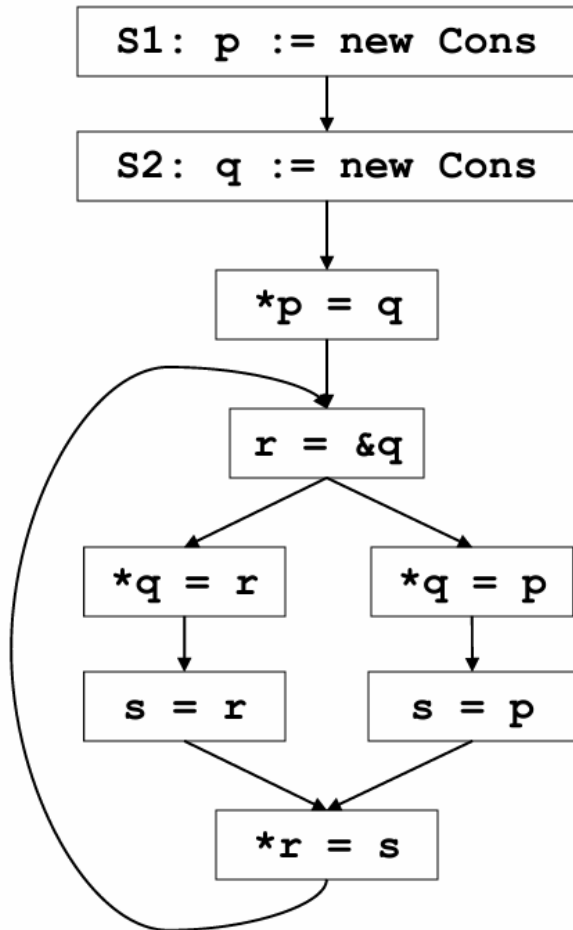 S1: p := new Cons
S2: q := new Cons
*p = q
r = &q
*q = r
*q = p
s = r
s = p
*r = s